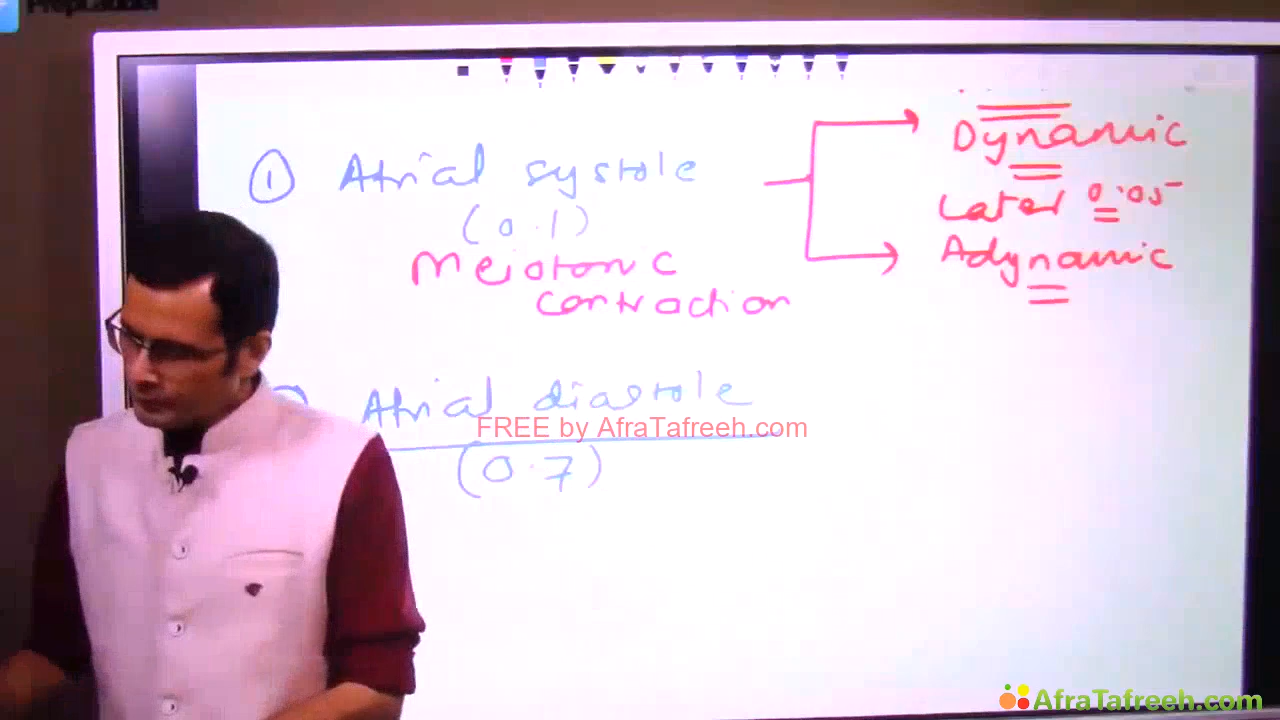 ① Atrial systole
(0.1)
Meiotonic
contraction
Dynamic
Later 0.05
Adynamic
Atrial diastole
(0.7)
FREE by AfraTafreeh.com
AfraTafreeh.com